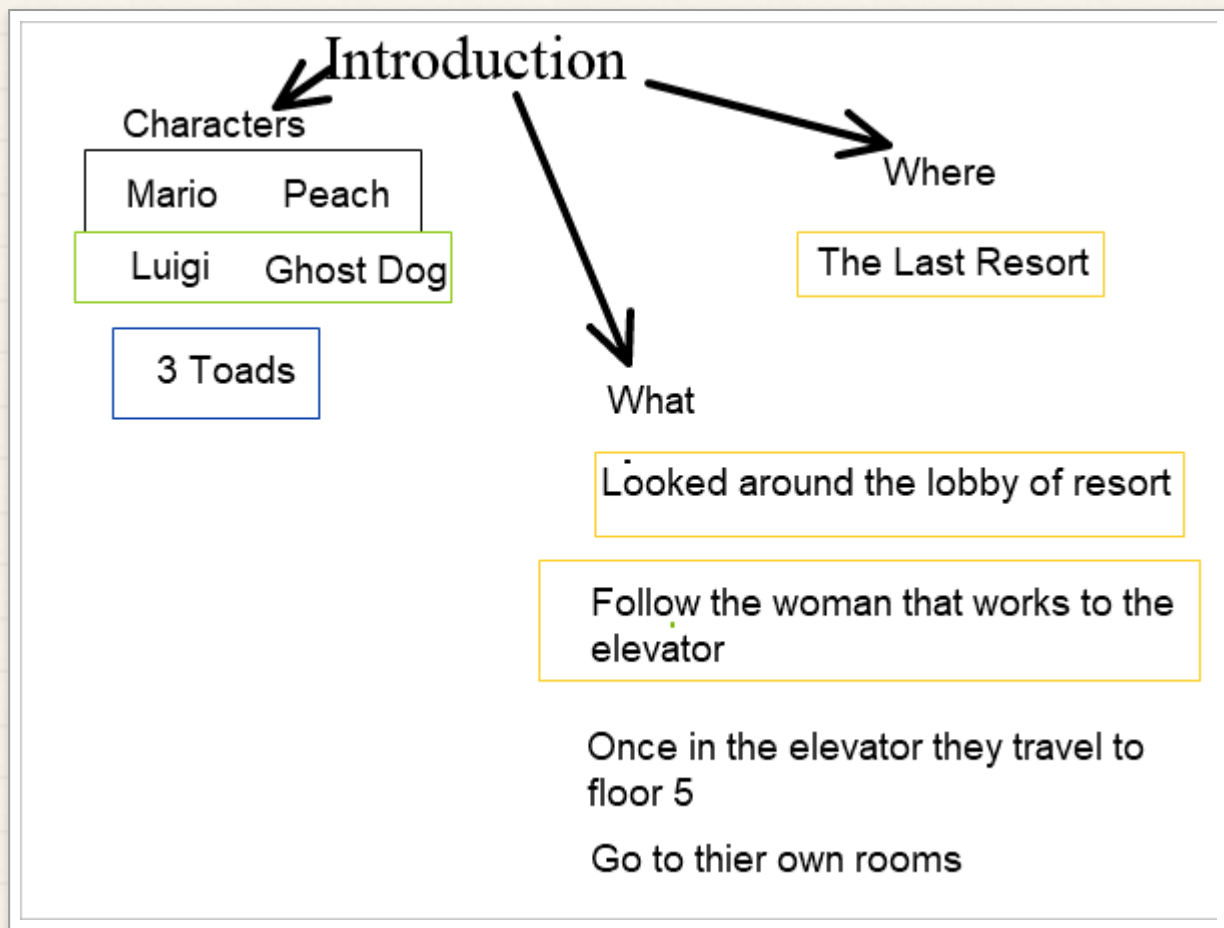 Introduction
Characters
Mario Peach
Luigi Ghost Dog
3 Toads
Where
The Last Resort
What
Looked around the lobby of resort
Follow the woman that works to the
elevator
Once in the elevator they travel to
floor 5
Go to thier own rooms